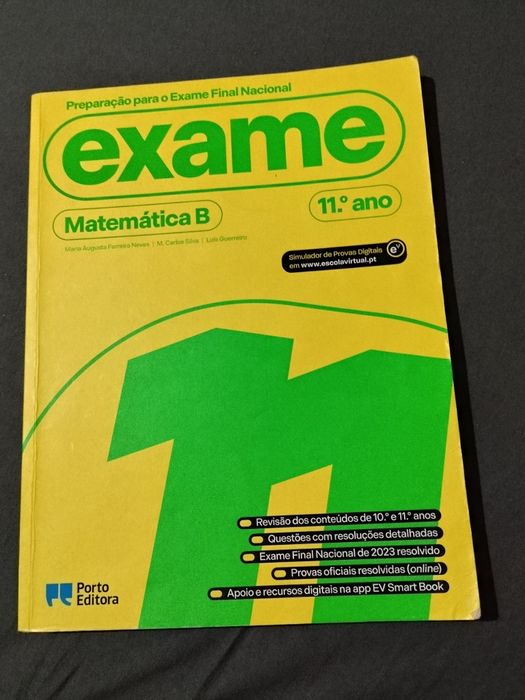 Preparação para o Exame Final Nacional
exame
Matemática B
11.º ano
Maria Augusta Ferreira Neves | M. Carlos Silva | Luís Guerreiro
Simulador de Provas Digitais
em www.escolavirtual.pt
ev
11
Revisão dos conteúdos de 10.º e 11.º anos
Questões com resoluções detalhadas
Exame Final Nacional de 2023 resolvido
Provas oficiais resolvidas (online)
Apoio e recursos digitais na app EV Smart Book
Porto
Editora